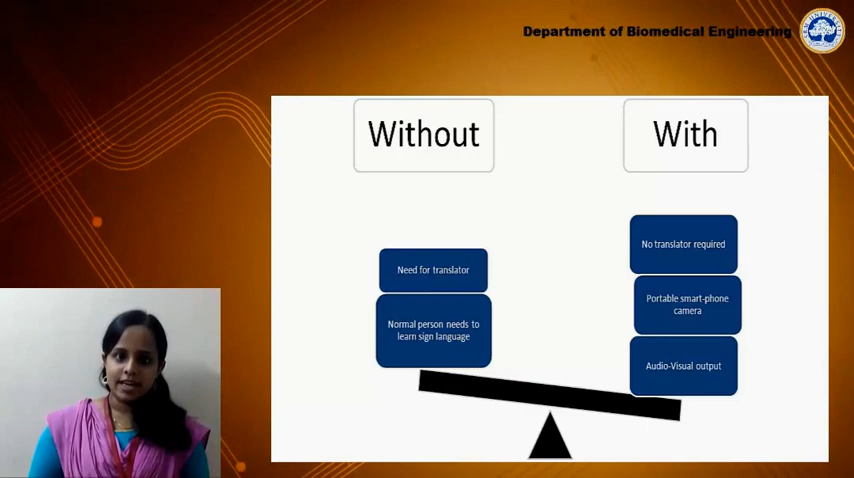 Department of Biomedical Engineering
Without
With
Need for translator
Normal person needs to
learn sign language
No translator required
Portable smart-phone
camera
Audio-Visual output